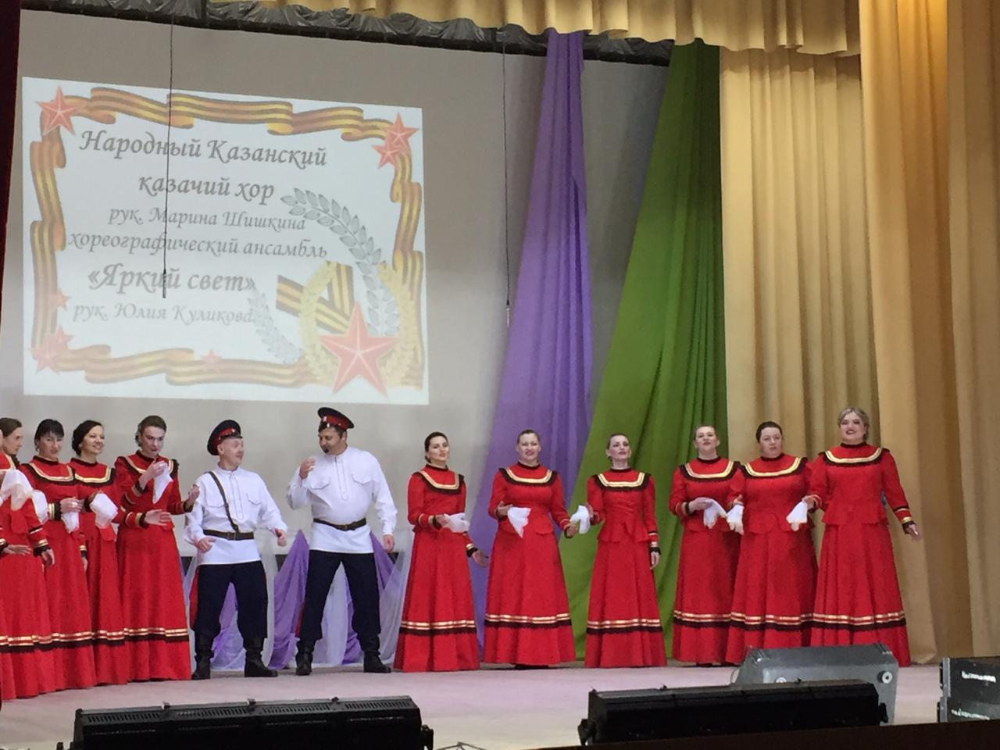 Народный Казанский
казачий хор
рук. Марина Шишкина
хореографический ансамбль
«Яркий свет»
рук. Юлия Куликова